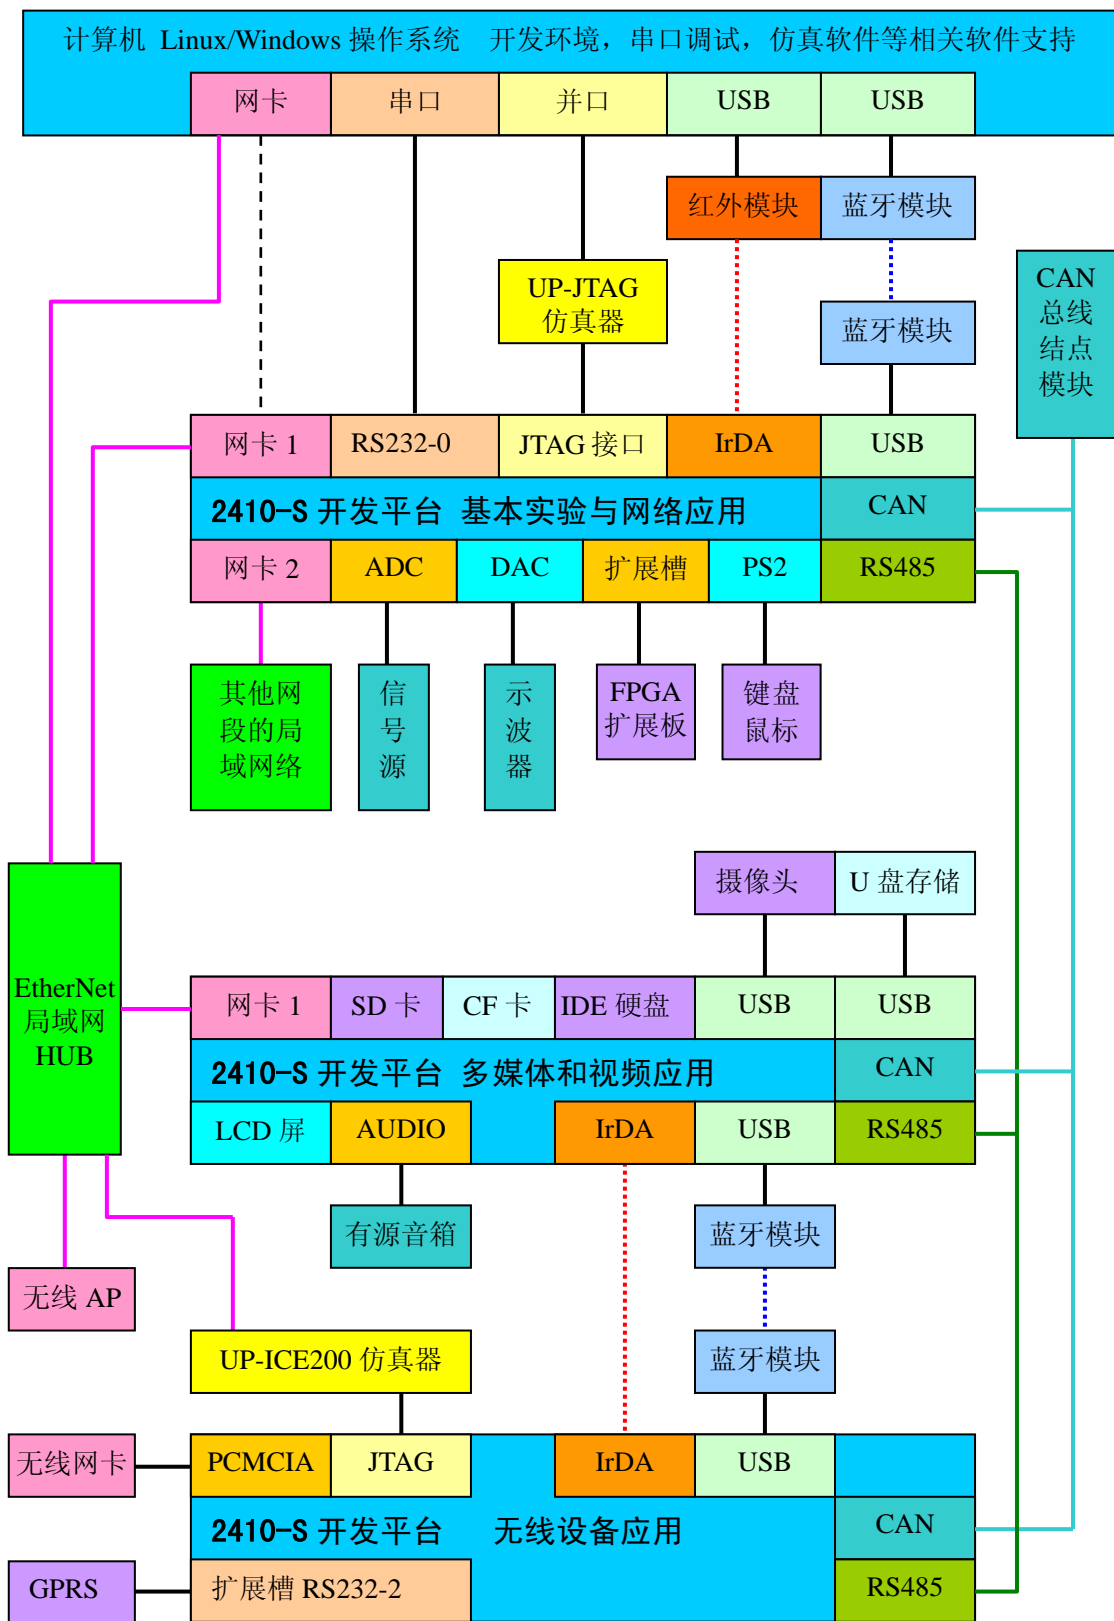 计算机 Linux/Windows 操作系统 开发环境，串口调试，仿真软件等相关软件支持
网卡 串口 并口 USB USB
红外模块 蓝牙模块
UP-JTAG
仿真器
蓝牙模块
CAN
总线
结点
模块
网卡 1 RS232-0 JTAG 接口 IrDA USB
2410-S 开发平台 基本实验与网络应用 CAN
网卡 2 ADC DAC 扩展槽 PS2 RS485
其他网
段的局
域网络
信
号
源
示
波
器
FPGA
扩展板
键盘
鼠标
摄像头 U 盘存储
EtherNet
局域网
HUB
网卡 1 SD 卡 CF 卡 IDE 硬盘 USB USB
2410-S 开发平台 多媒体和视频应用 CAN
LCD 屏 AUDIO IrDA USB RS485
有源音箱 蓝牙模块
无线 AP
UP-ICE200 仿真器 蓝牙模块
无线网卡 PCMCIA JTAG IrDA USB
2410-S 开发平台 无线设备应用 CAN
GPRS 扩展槽 RS232-2 RS485